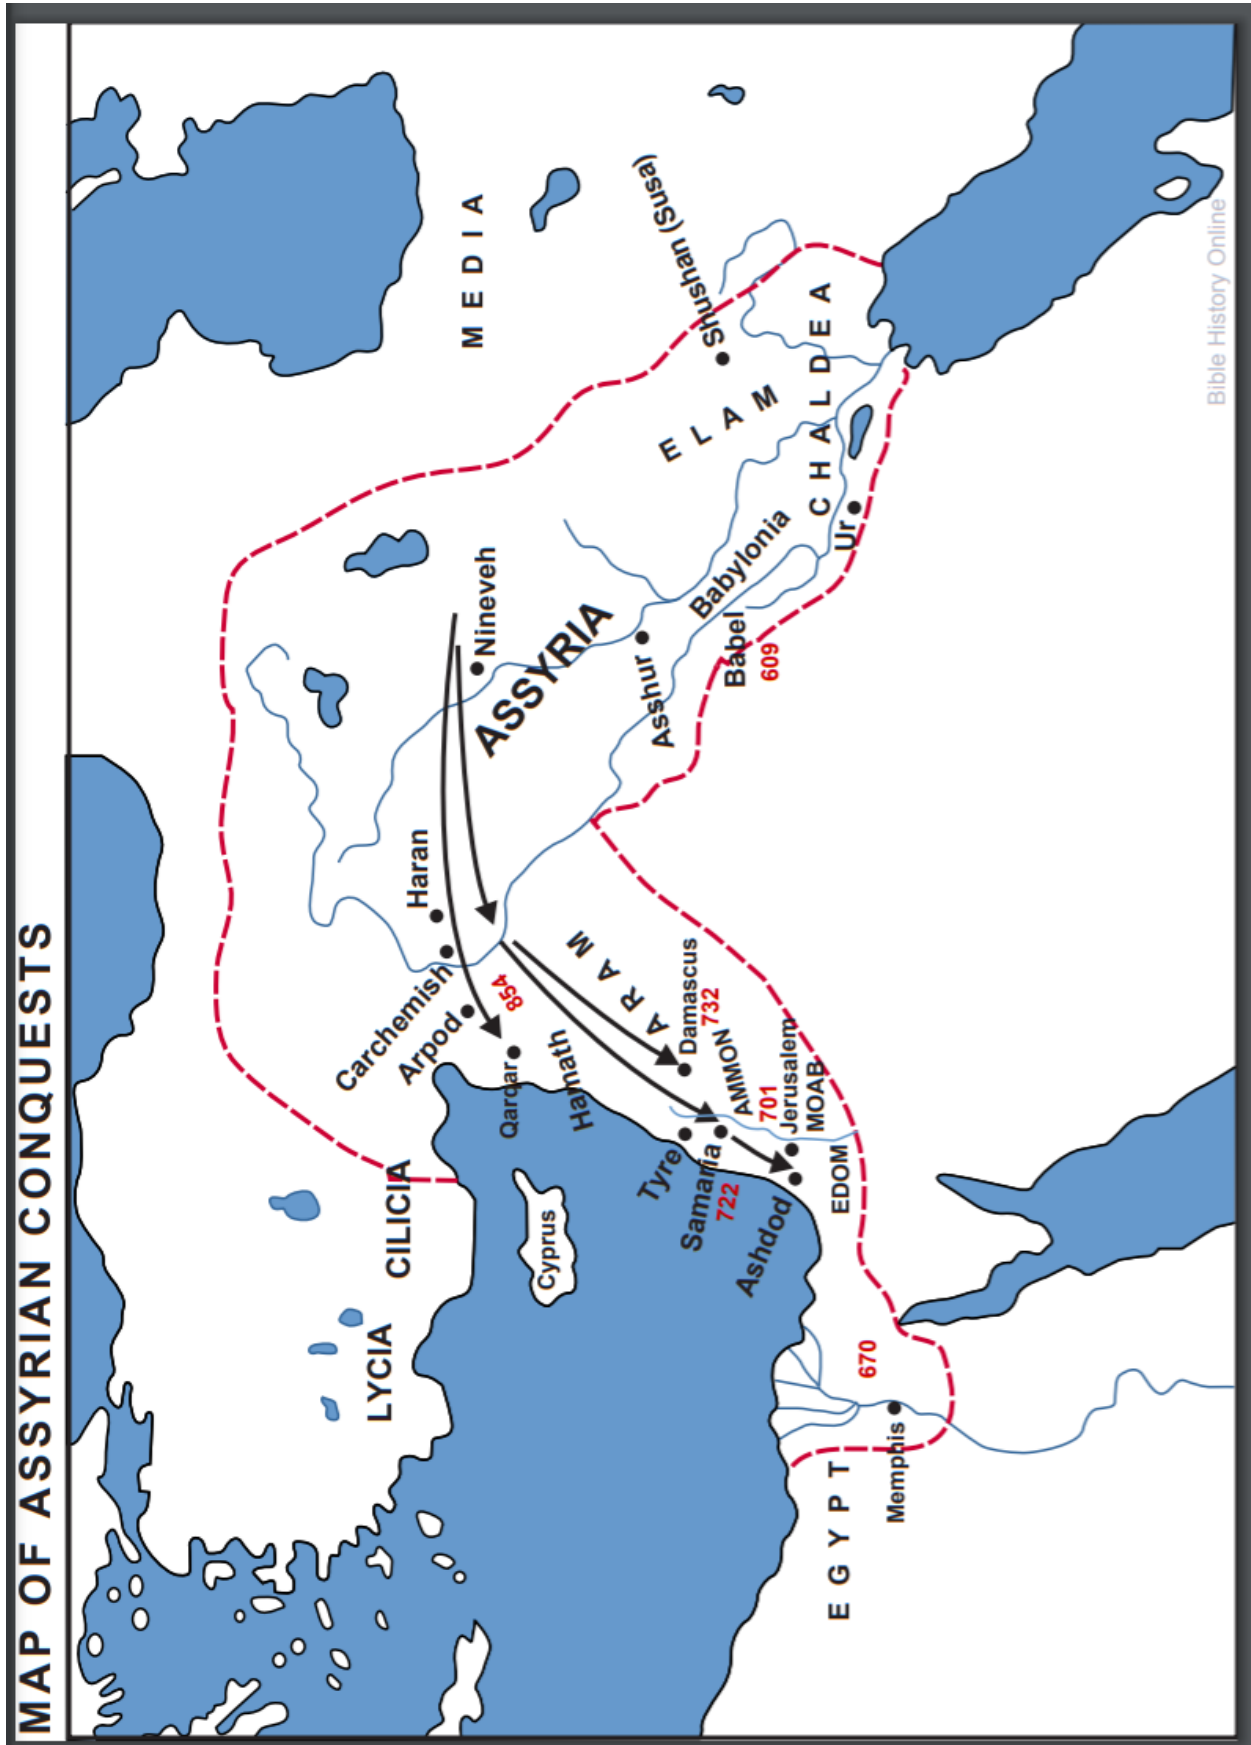 MAP OF ASSYRIAN CONQUESTS
LYCIA
CILICIA
Cyprus
Carchemish
Haran
Arpod
Qarqar
854
Hamath
ARAM
Nineveh
ASSYRIA
Asshur
MEDIA
Shushan (Susa)
ELAM
Babylonia
Babel
609
CHALDEA
Ur
Damascus
732
Tyre
Samaria
722
AMMON
701
Jerusalem
MOAB
Ashdod
EDOM
670
EGYPT
Memphis
Bible History Online